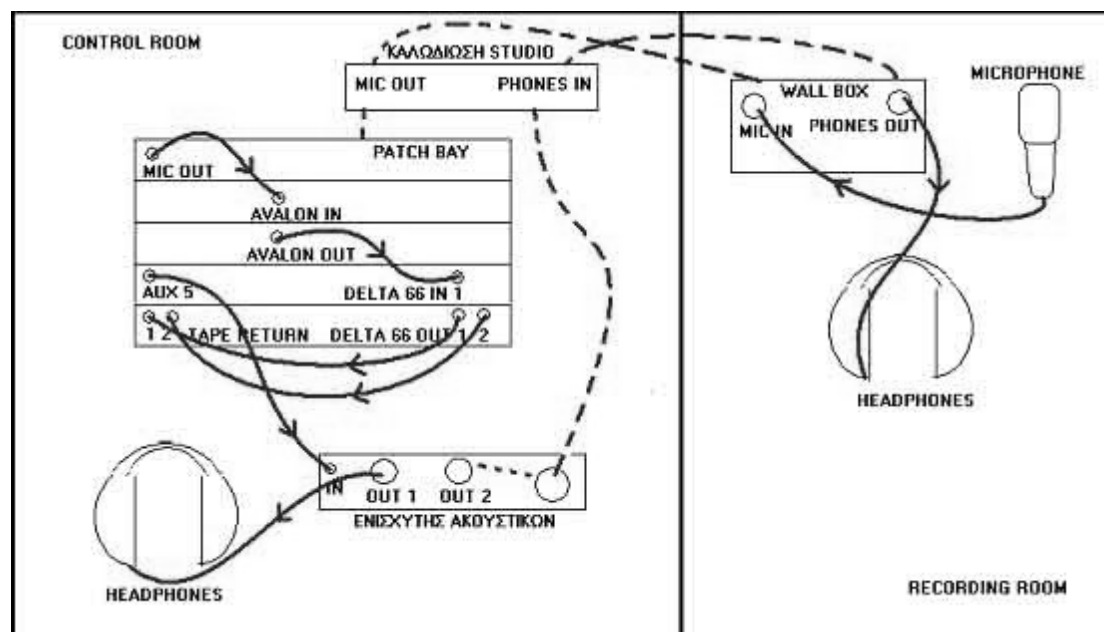 CONTROL ROOM
ΚΑΛΩΔΙΩΣΗ STUDIO
MIC OUT PHONES IN
PATCH BAY
MIC OUT
AVALON IN
AVALON OUT
AUX 5 DELTA 66 IN 1
1 2 TAPE RETURN DELTA 66 OUT 1 2
IN OUT 1 OUT 2
ΕΝΙΣΧΥΤΗΣ ΑΚΟΥΣΤΙΚΩΝ
HEADPHONES
MICROPHONE
WALL BOX
MIC IN PHONES OUT
HEADPHONES
RECORDING ROOM